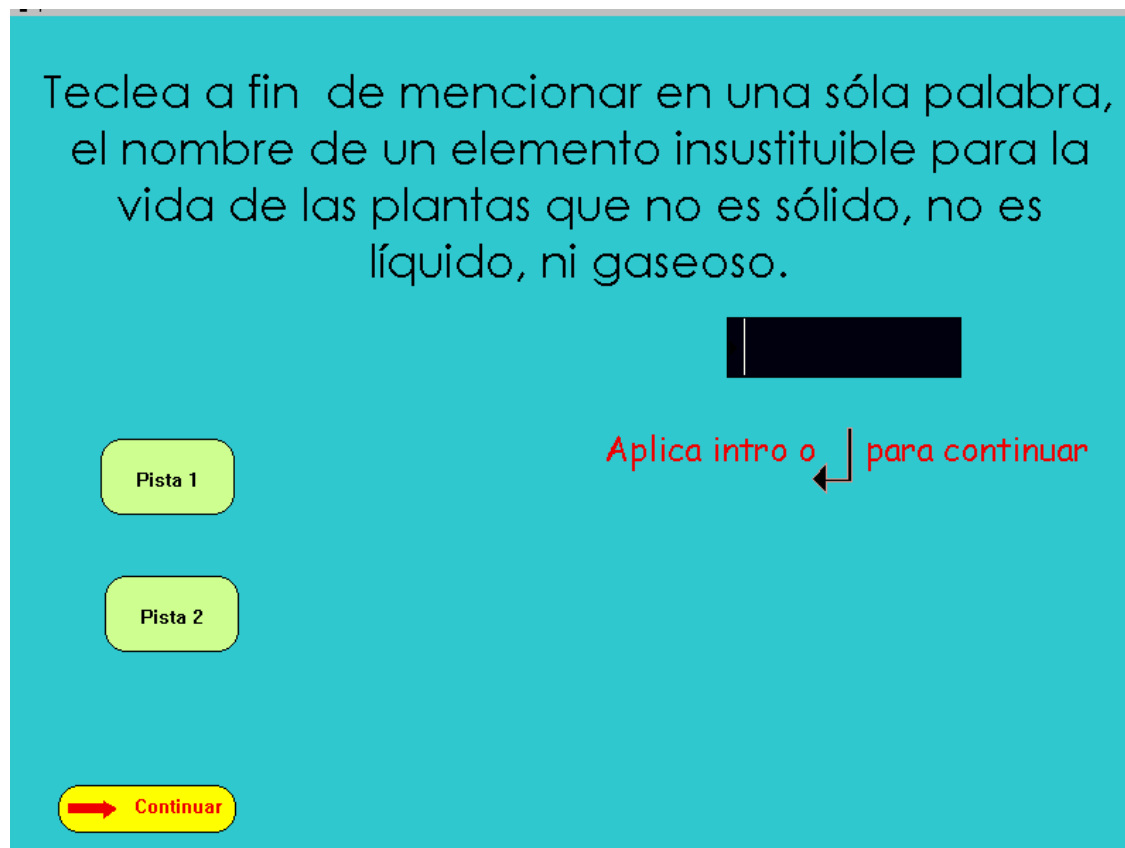 Teclea a fin de mencionar en una sóla palabra,
el nombre de un elemento insustituible para la
vida de las plantas que no es sólido, no es
líquido, ni gaseoso.
Aplica intro o para continuar
Pista 1
Pista 2
Continuar